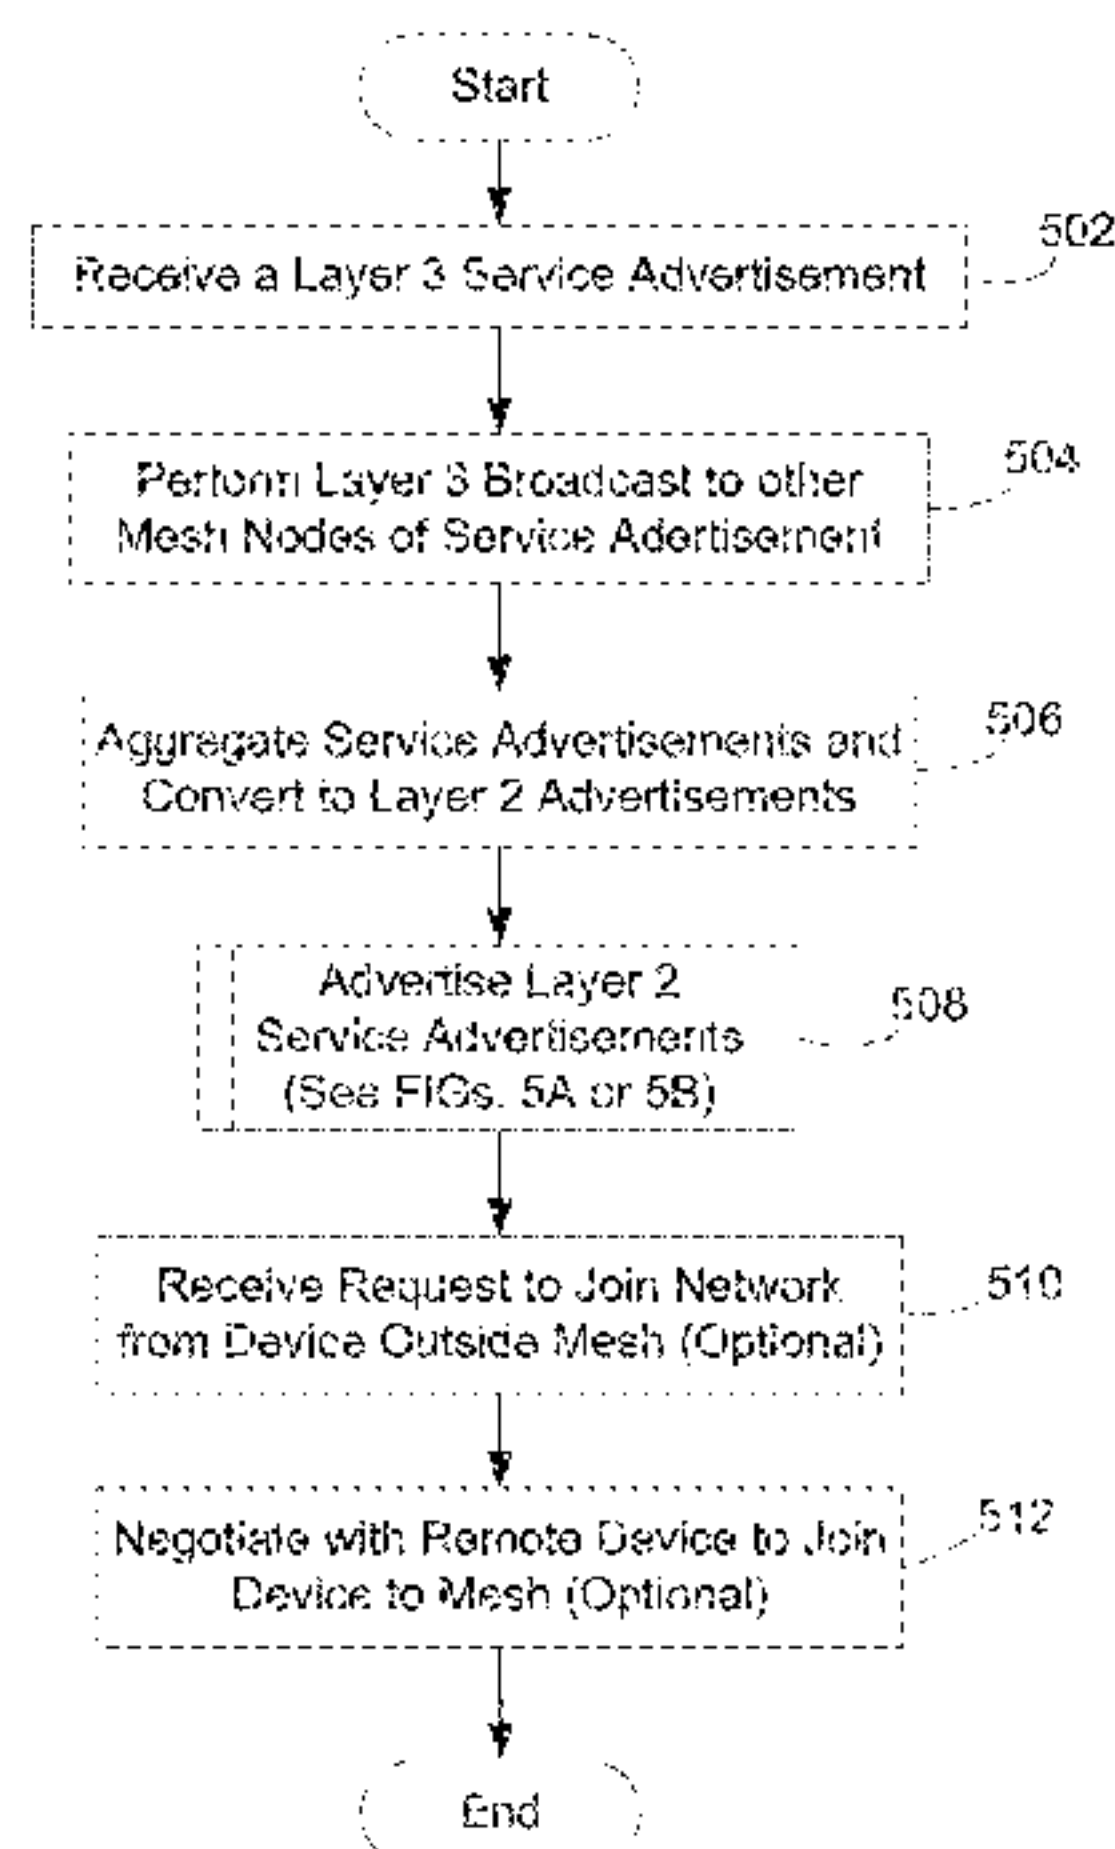 Start
Receive a Layer 3 Service Advertisement
502
Perform Layer 3 Broadcast to other
Mesh Nodes of Service Adertisement
504
Aggregate Service Advertisements and
Convert to Layer 2 Advertisements
506
Advertise Layer 2
Service Advertisements
(See FIGs. 5A or 5B)
508
Receive Request to Join Network
from Device Outside Mesh (Optional)
510
Negotiate with Remote Device to Join
Device to Mesh (Optional)
512
End